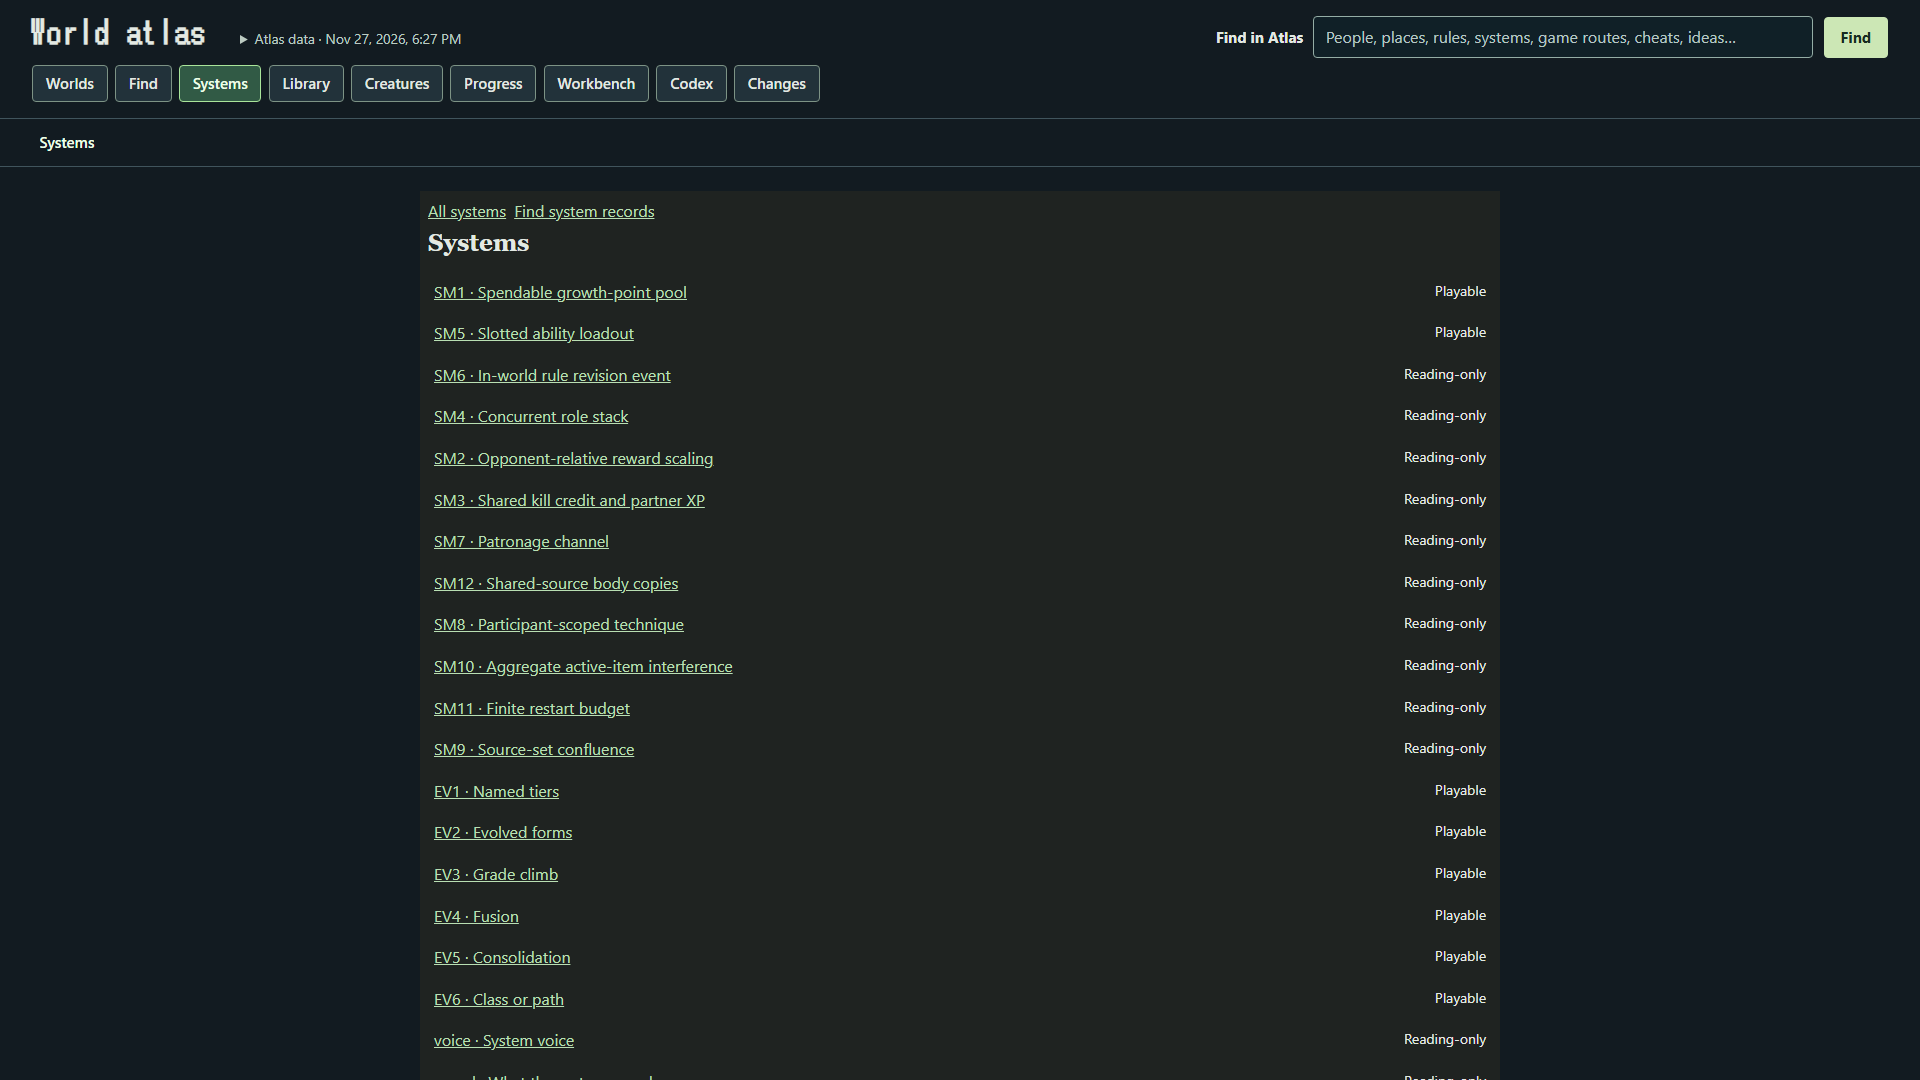 World atlas
▶ Atlas data · Nov 27, 2026, 6:27 PM
Find in Atlas
People, places, rules, systems, game routes, cheats, ideas...
Find
Worlds
Find
Systems
Library
Creatures
Progress
Workbench
Codex
Changes
Systems
All systems Find system records
Systems
SM1 · Spendable growth-point pool Playable
SM5 · Slotted ability loadout Playable
SM6 · In-world rule revision event Reading-only
SM4 · Concurrent role stack Reading-only
SM2 · Opponent-relative reward scaling Reading-only
SM3 · Shared kill credit and partner XP Reading-only
SM7 · Patronage channel Reading-only
SM12 · Shared-source body copies Reading-only
SM8 · Participant-scoped technique Reading-only
SM10 · Aggregate active-item interference Reading-only
SM11 · Finite restart budget Reading-only
SM9 · Source-set confluence Reading-only
EV1 · Named tiers Playable
EV2 · Evolved forms Playable
EV3 · Grade climb Playable
EV4 · Fusion Playable
EV5 · Consolidation Playable
EV6 · Class or path Playable
voice · System voice Reading-only
Reading-only